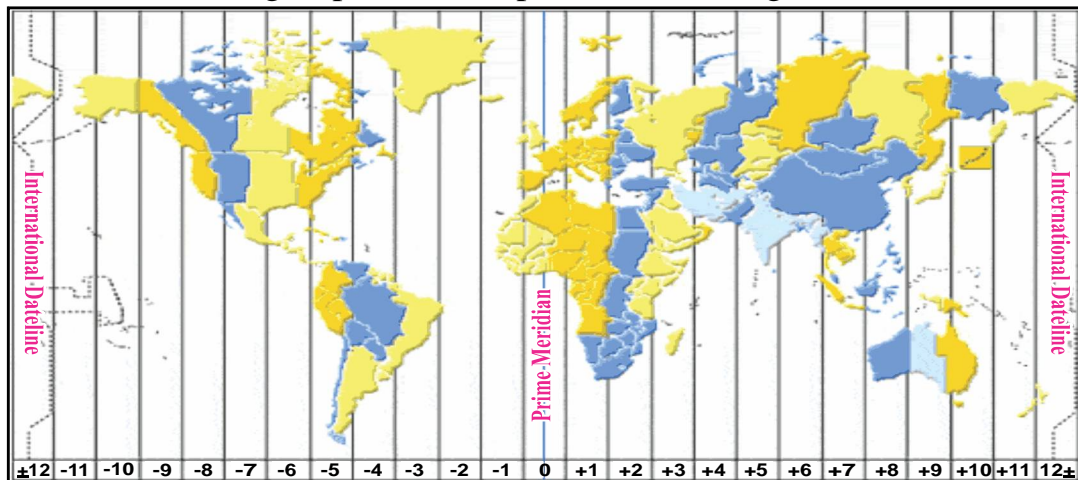 International Dateline
Prime Meridian
International Dateline
±12 -11 -10 -9 -8 -7 -6 -5 -4 -3 -2 -1 0 +1 +2 +3 +4 +5 +6 +7 +8 +9 +10 +11 12±